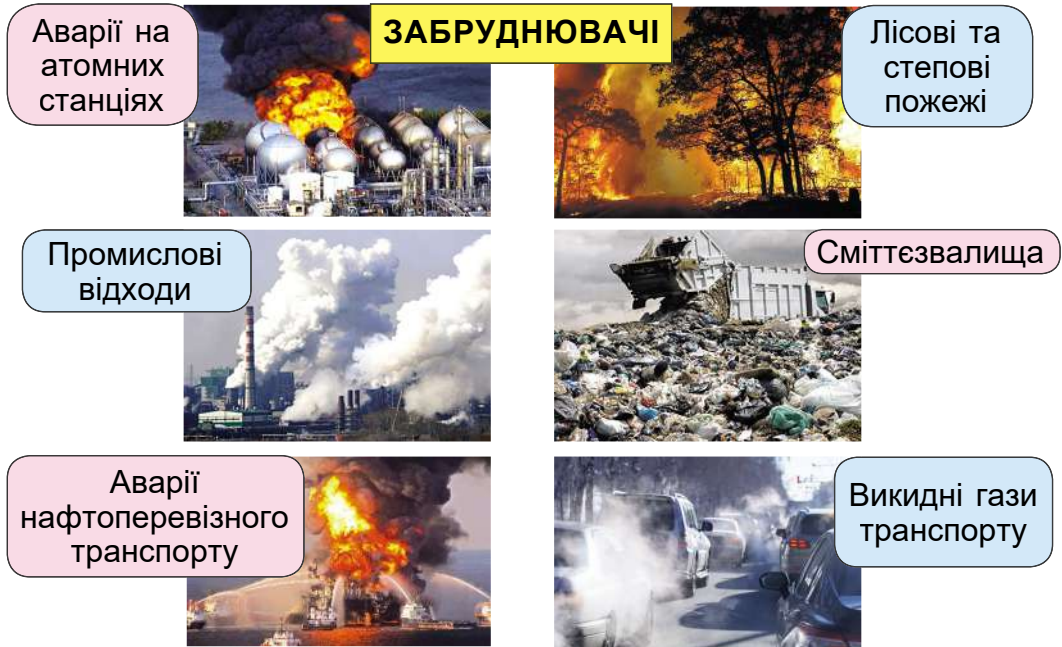 ЗАБРУДНЮВАЧІ
Аварії на
атомних
станціях
Лісові та
степові
пожежі
Промислові
відходи
Сміттєзвалища
Аварії
нафтоперевізного
транспорту
Викидні гази
транспорту